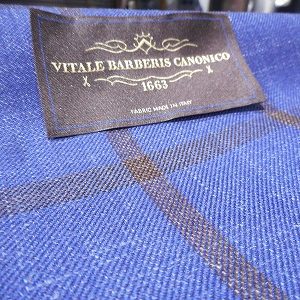 VITALE BARBERIS CANONICO
1663
FABRIC MADE IN ITALY